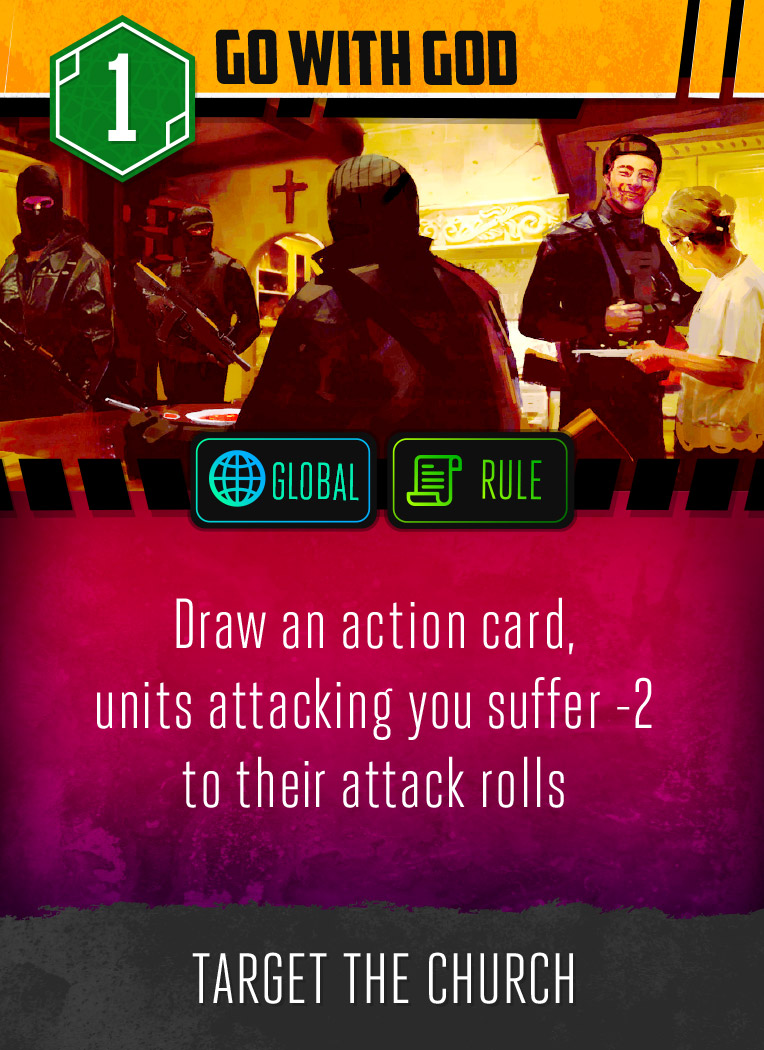 1
GO WITH GOD
GLOBAL
RULE
Draw an action card,
units attacking you suffer -2
to their attack rolls
TARGET THE CHURCH